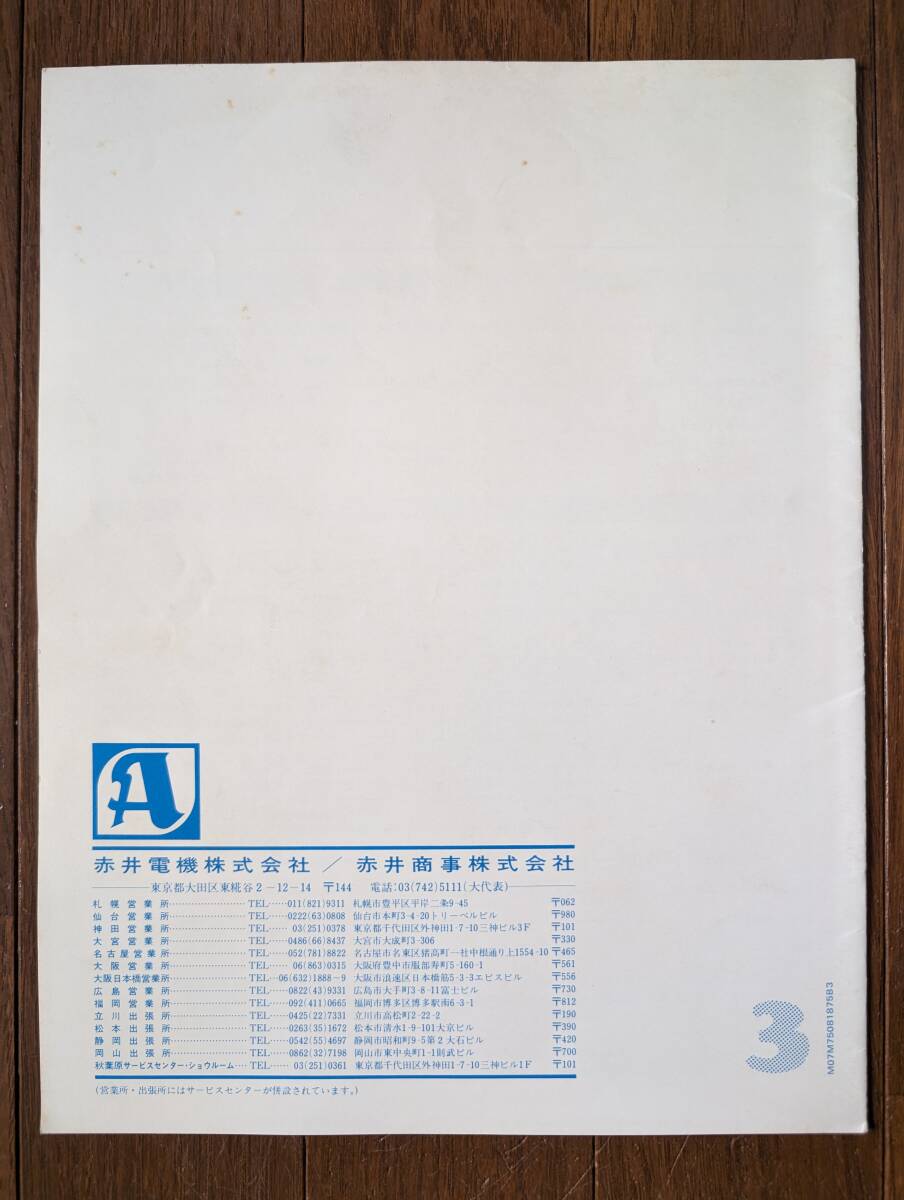 A
赤井電機株式会社 / 赤井商事株式会社
東京都大田区東糀谷2-12-14 〒144 電話:03(742)5111(大代表)
札幌営業所……TEL……011(821)9311 札幌市豊平区平岸二条9-45 〒062
仙台営業所……TEL……0222(63)0808 仙台市本町3-4-20トリーベルビル 〒980
神田営業所……TEL……03(251)0378 東京都千代田区外神田1-7-10三神ビル3F 〒101
大宮営業所……TEL……0486(66)8437 大宮市大成町3-306 〒330
名古屋営業所……TEL……052(781)8822 名古屋市名東区猪高町一社中根通り上1554-10 〒465
大阪営業所……TEL……06(863)0315 大阪府豊中市服部寿町5-160-1 〒561
大阪日本橋営業所……TEL……06(632)1888~9 大阪市浪速区日本橋筋5-3-3エビスビル 〒556
広島営業所……TEL……0822(43)9331 広島市大手町3-8-11富士ビル 〒730
福岡営業所……TEL……092(411)0665 福岡市博多区博多駅南6-3-1 〒812
立川出張所……TEL……0425(22)7331 立川市高松町2-22-2 〒190
松本出張所……TEL……0263(35)1672 松本市清水1-9-101大京ビル 〒390
静岡出張所……TEL……0542(55)4697 静岡市昭和町9-5第2大石ビル 〒420
岡山出張所……TEL……0862(32)7198 岡山市東中央町1-1則武ビル 〒700
秋葉原サービスセンター・ショウルーム……TEL……03(251)0361 東京都千代田区外神田1-7-10三神ビル1F 〒101
(営業所・出張所にはサービスセンターが併設されています。)
3
M07M75081875B3